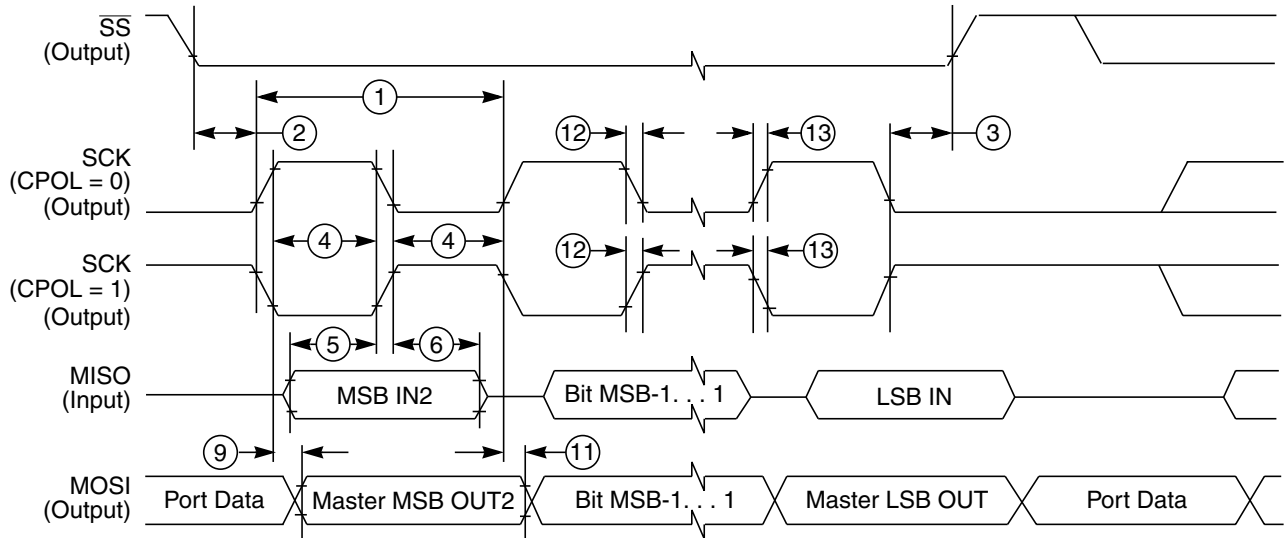 SS
(Output)
1
2
12
13
3
SCK
(CPOL = 0)
(Output)
4
4
12
13
SCK
(CPOL = 1)
(Output)
5
6
MISO
(Input)
MSB IN2
Bit MSB-1. . . 1
LSB IN
9
11
MOSI
(Output)
Port Data
Master MSB OUT2
Bit MSB-1. . . 1
Master LSB OUT
Port Data